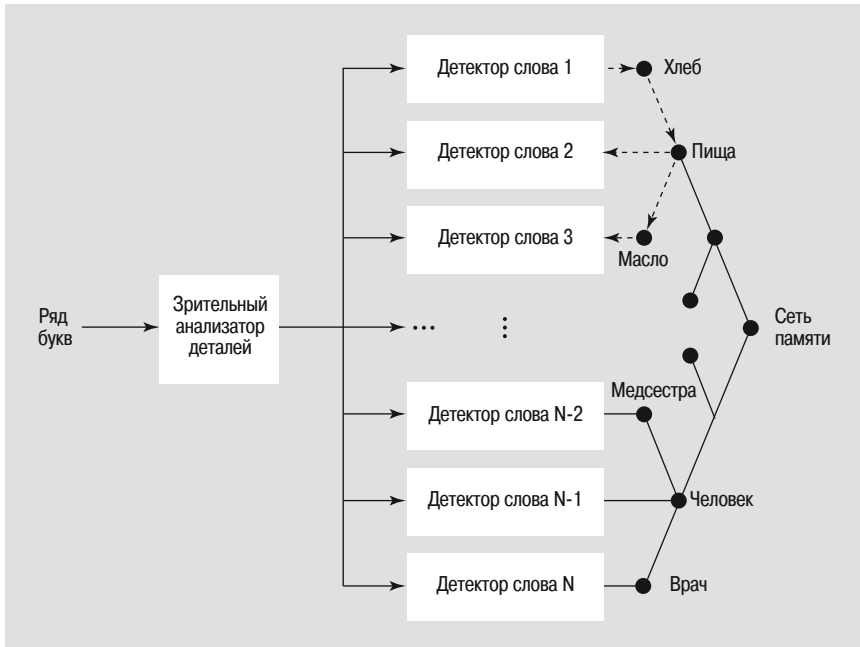 Детектор слова 1
Хлеб
Детектор слова 2
Пища
Детектор слова 3
Масло
Ряд
букв
Зрительный
анализатор
деталей
Сеть
памяти
Медсестра
Детектор слова N-2
Детектор слова N-1
Человек
Детектор слова N
Врач